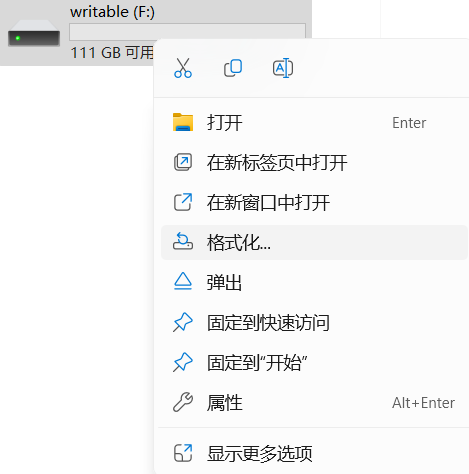 writable (F:)
111 GB 可用
A
打开 Enter
在新标签页中打开
在新窗口中打开
格式化...
弹出
固定到快速访问
固定到“开始”
属性 Alt+Enter
显示更多选项